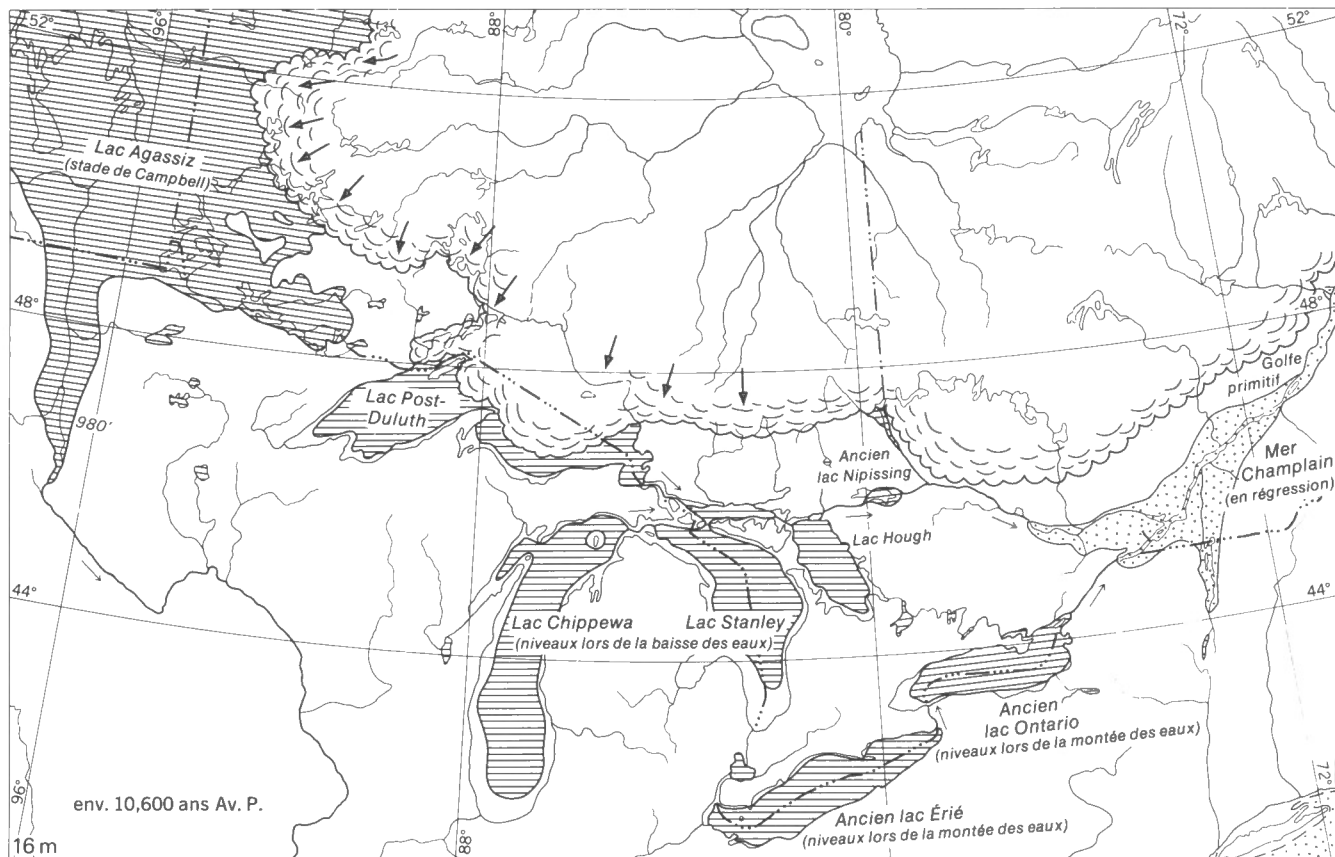 52°
96°
88°
80°
72°
52°
Lac Agassiz
(stade de Campbell)
48°
48°
Golfe
primitif
Lac Post-
Duluth
980'
Ancien
lac Nipissing
Mer
Champlain
(en régression)
Lac Hough
44°
44°
Lac Chippewa
Lac Stanley
(niveaux lors de la baisse des eaux)
Ancien
lac Ontario
(niveaux lors de la montée des eaux)
96°
env. 10,600 ans Av. P.
Ancien lac Érié
(niveaux lors de la montée des eaux)
72°
16 m
88°